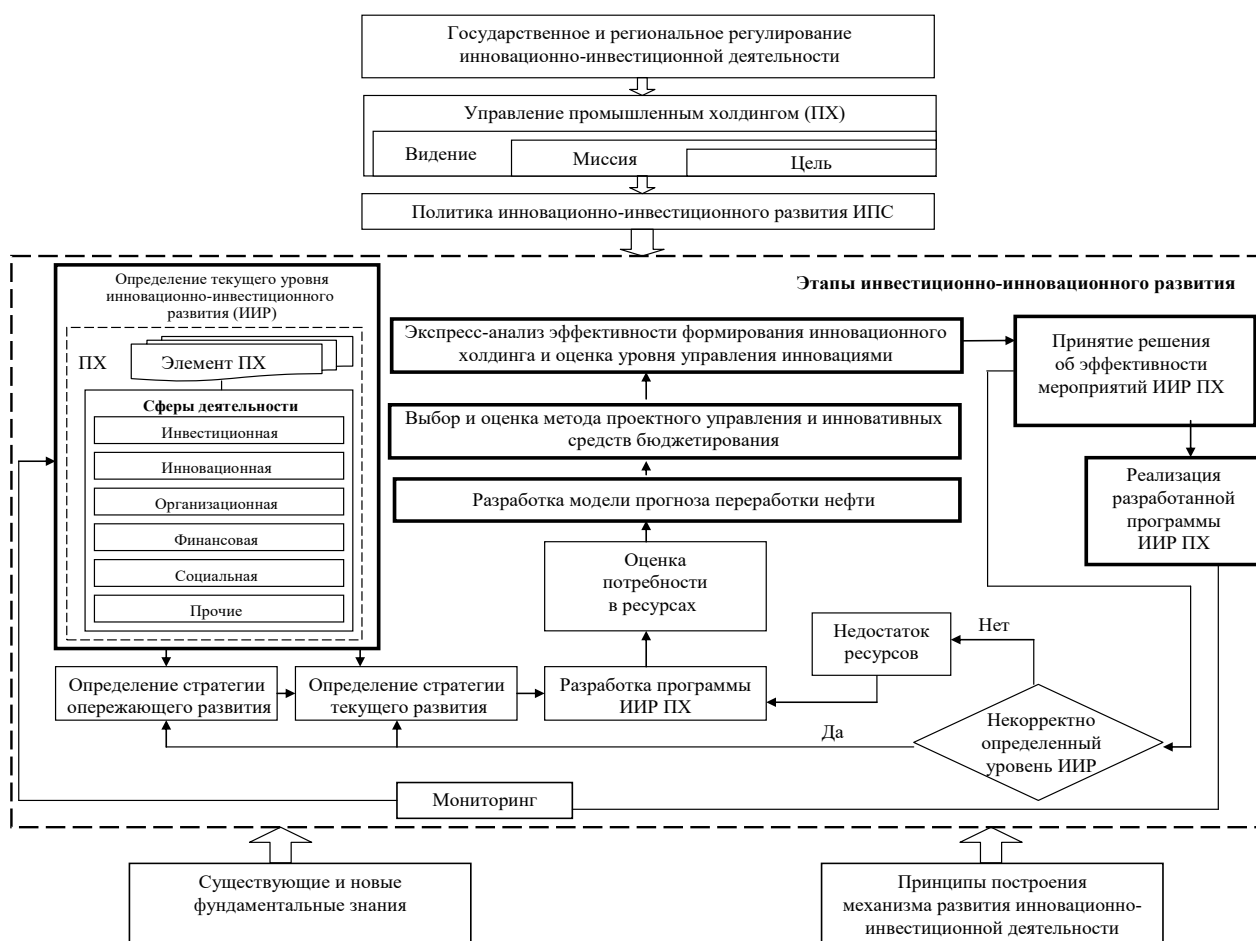 Государственное и региональное регулирование
инновационно-инвестиционной деятельности
Управление промышленным холдингом (ПХ)
Видение
Миссия
Цель
Политика инновационно-инвестиционного развития ИПС
Этапы инвестиционно-инновационного развития
Определение текущего уровня
инновационно-инвестиционного
развития (ИИР)
ПХ
Элемент ПХ
Сферы деятельности
Инвестиционная
Инновационная
Организационная
Финансовая
Социальная
Прочие
Экспресс-анализ эффективности формирования инновационного
холдинга и оценка уровня управления инновациями
Принятие решения
об эффективности
мероприятий ИИР ПХ
Выбор и оценка метода проектного управления и инновативных
средств бюджетирования
Разработка модели прогноза переработки нефти
Реализация
разработанной
программы
ИИР ПХ
Оценка
потребности
в ресурсах
Недостаток
ресурсов
Нет
Определение стратегии
опережающего развития
Определение стратегии
текущего развития
Разработка программы
ИИР ПХ
Да
Некорректно
определенный
уровень ИИР
Мониторинг
Существующие и новые
фундаментальные знания
Принципы построения
механизма развития инновационно-
инвестиционной деятельности